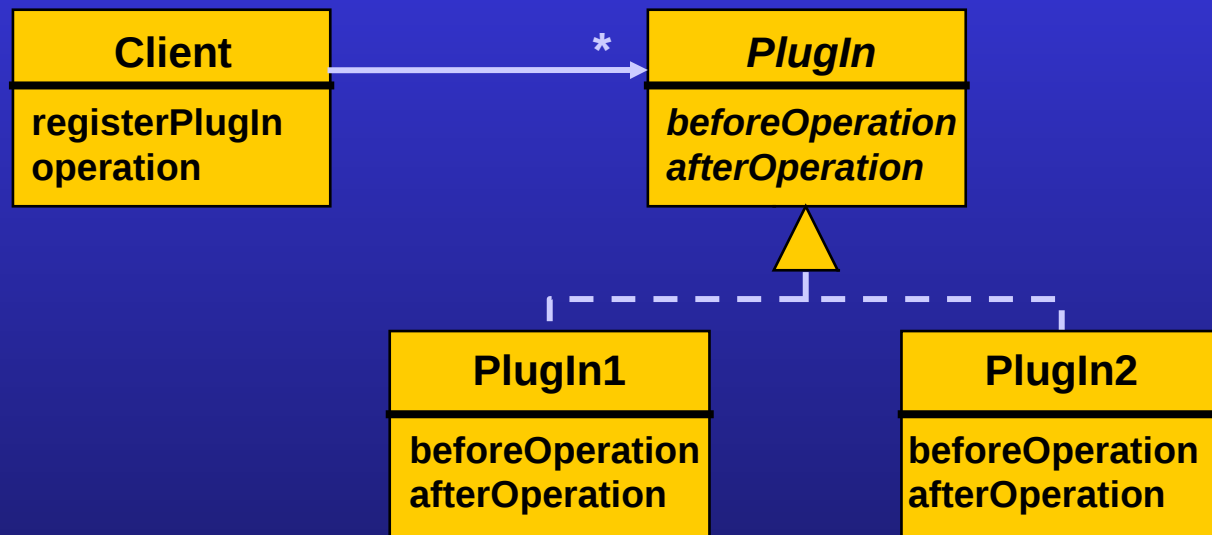 Client
registerPlugIn
operation
*
PlugIn
beforeOperation
afterOperation
PlugIn1
beforeOperation
afterOperation
PlugIn2
beforeOperation
afterOperation